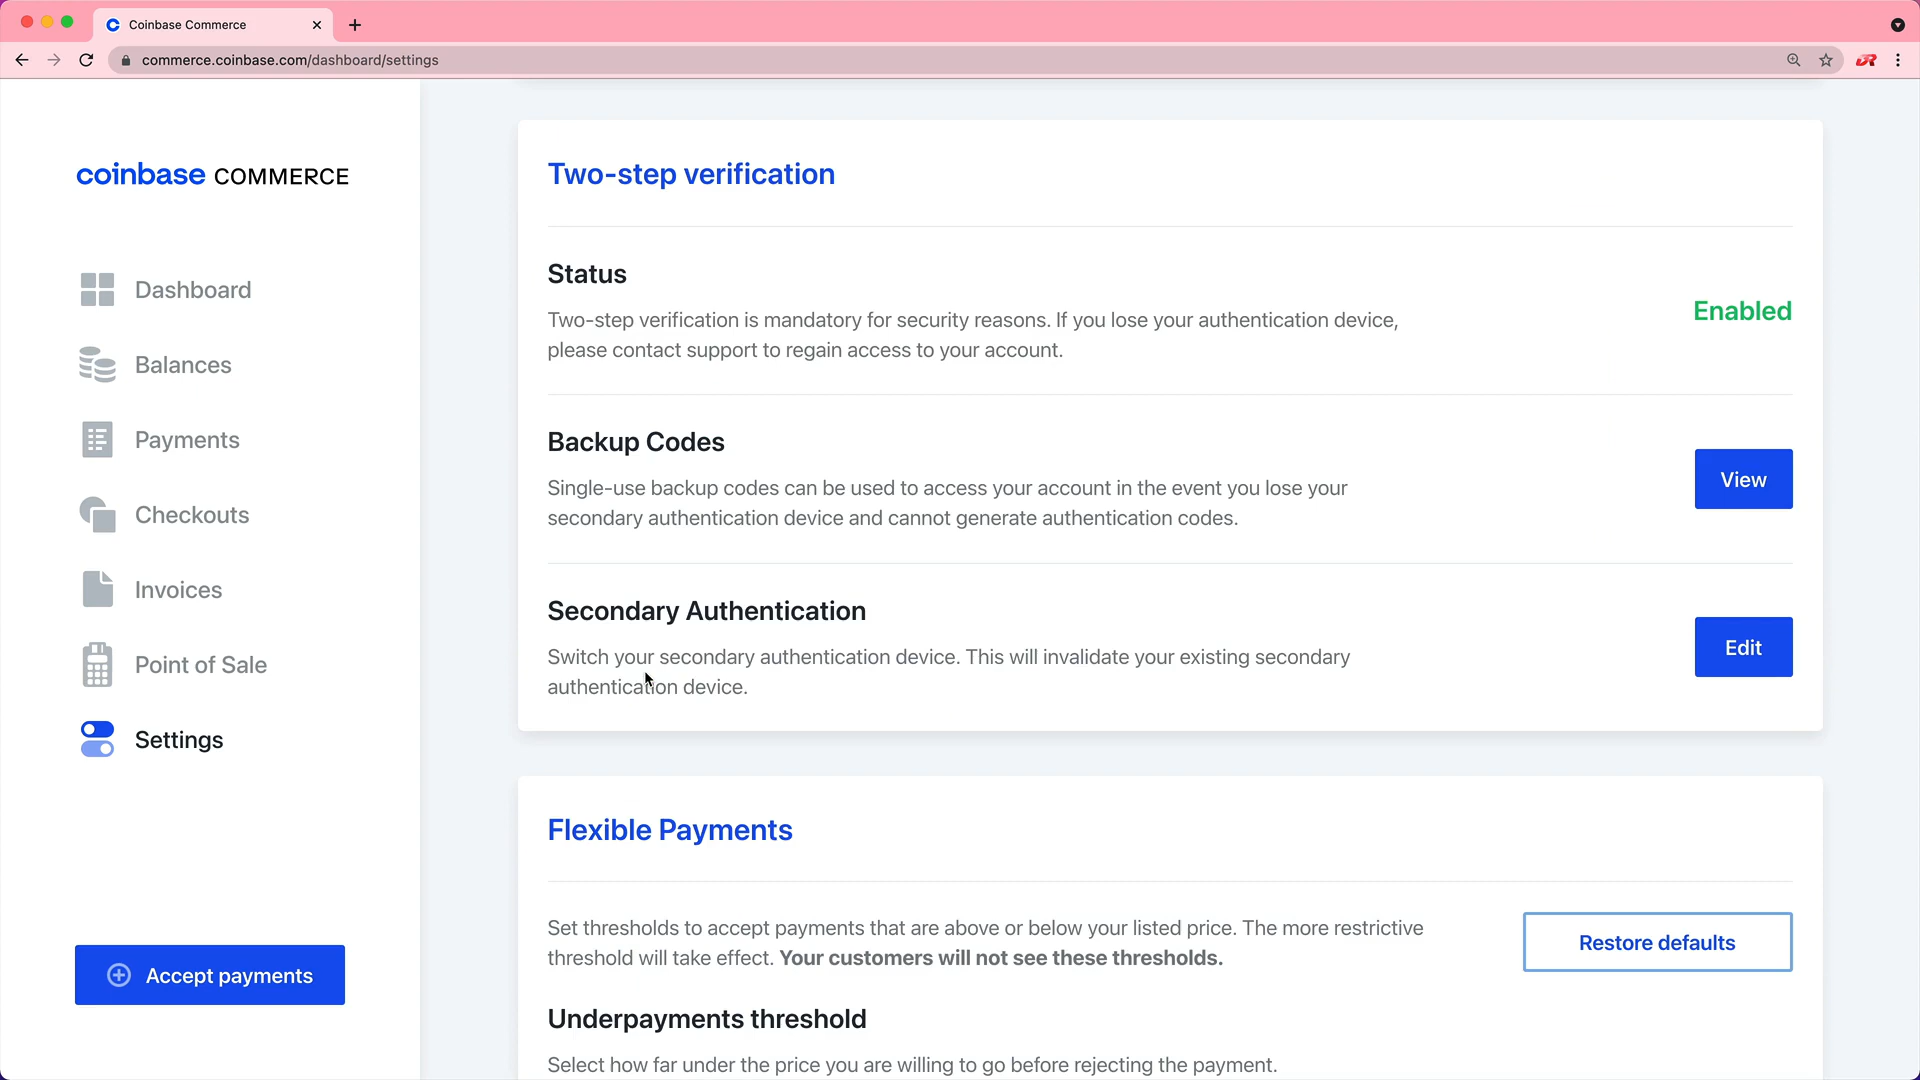 Coinbase Commerce
commerce.coinbase.com/dashboard/settings
coinbase COMMERCE
Dashboard
Balances
Payments
Checkouts
Invoices
Point of Sale
Settings
Accept payments
Two-step verification
Status
Two-step verification is mandatory for security reasons. If you lose your authentication device,
please contact support to regain access to your account.
Enabled
Backup Codes
Single-use backup codes can be used to access your account in the event you lose your
secondary authentication device and cannot generate authentication codes.
View
Secondary Authentication
Switch your secondary authentication device. This will invalidate your existing secondary
authentication device.
Edit
Flexible Payments
Set thresholds to accept payments that are above or below your listed price. The more restrictive
threshold will take effect. Your customers will not see these thresholds.
Restore defaults
Underpayments threshold
Select how far under the price you are willing to go before rejecting the payment.